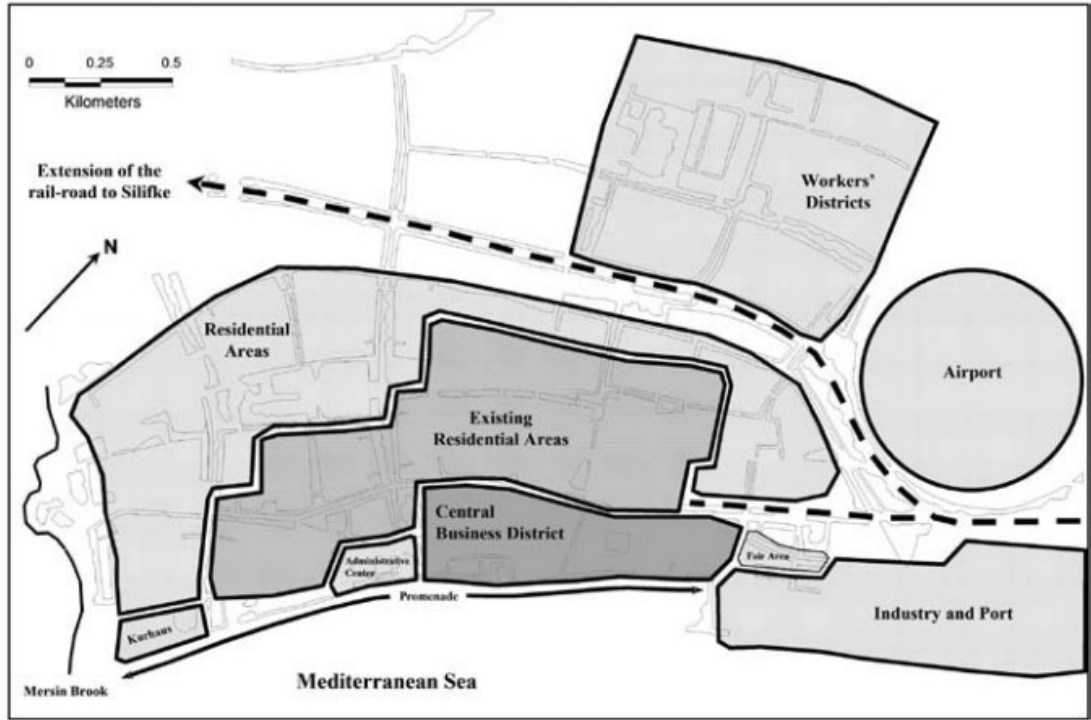 0 0.25 0.5
Kilometers
Extension of the
rail-road to Silifke
N
Workers'
Districts
Residential
Areas
Airport
Existing
Residential Areas
Central
Business District
Administrative
Center
Fair Area
Promenade
Industry and Port
Kurhaus
Mersin Brook
Mediterranean Sea